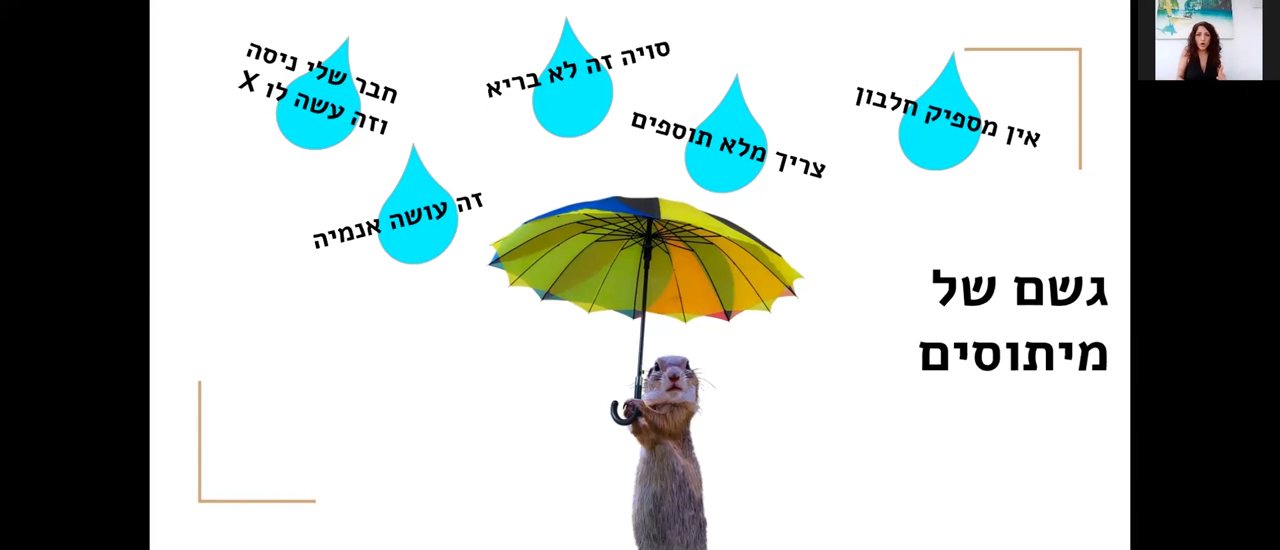 גשם של
מיתוסים
אין מספיק חלבון
צריך מלא תוספים
סויה זה לא בריא
חבר שלי ניסה
וזה עשה לו X
זה עושה אנמיה